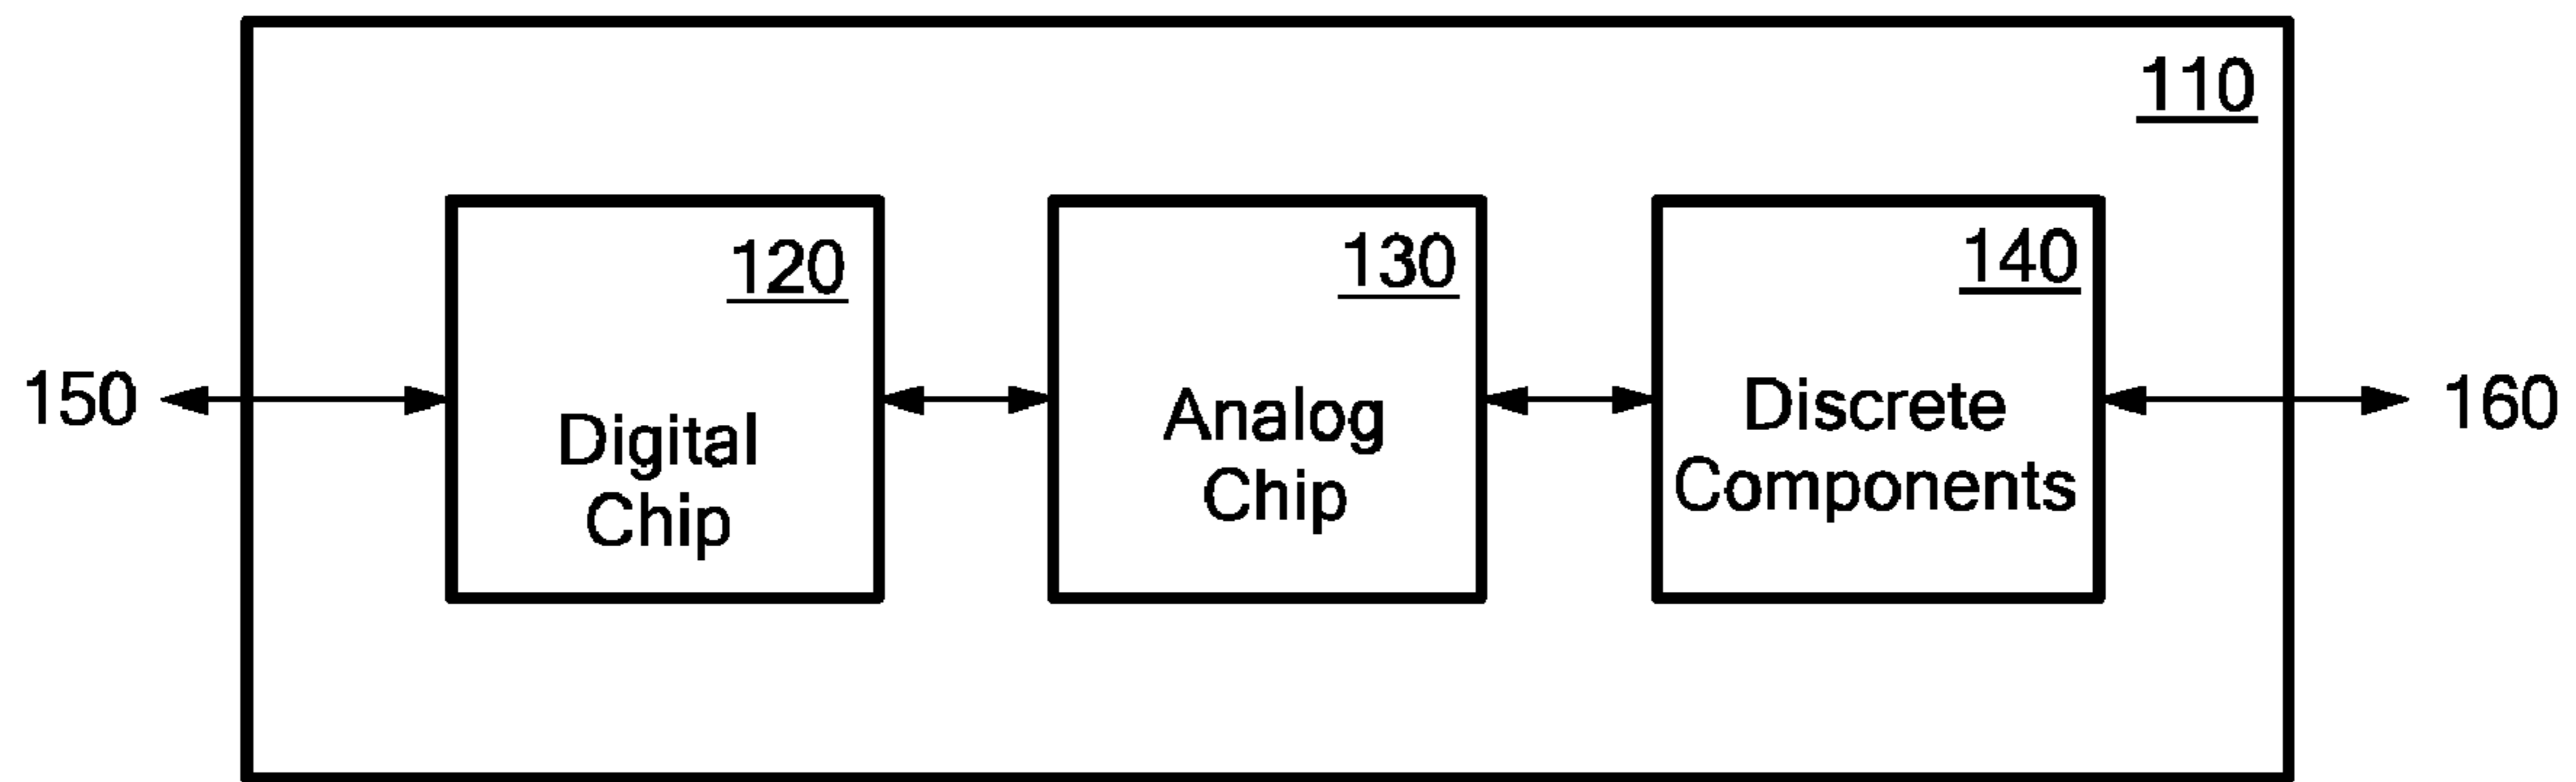 110
120
130
140
150
Digital
Chip
Analog
Chip
Discrete
Components
160